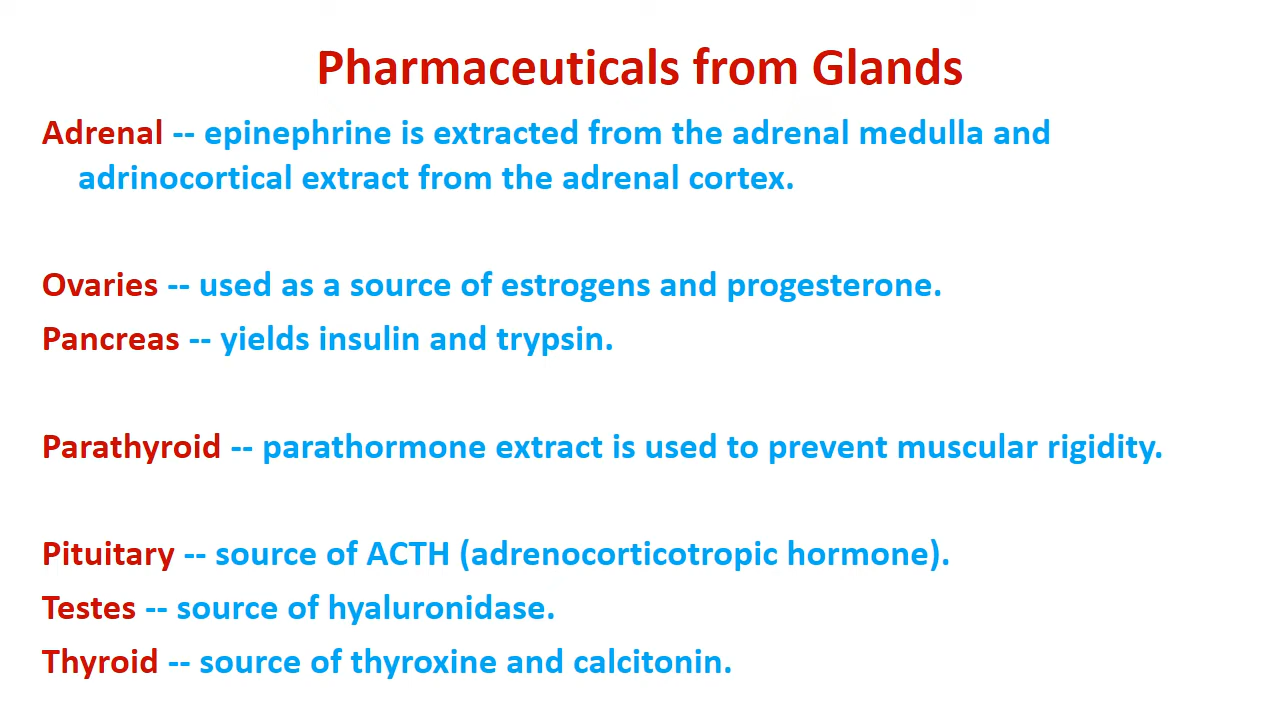 Pharmaceuticals from Glands
Adrenal -- epinephrine is extracted from the adrenal medulla and
adrinocortical extract from the adrenal cortex.
Ovaries -- used as a source of estrogens and progesterone.
Pancreas -- yields insulin and trypsin.
Parathyroid -- parathormone extract is used to prevent muscular rigidity.
Pituitary -- source of ACTH (adrenocorticotropic hormone).
Testes -- source of hyaluronidase.
Thyroid -- source of thyroxine and calcitonin.